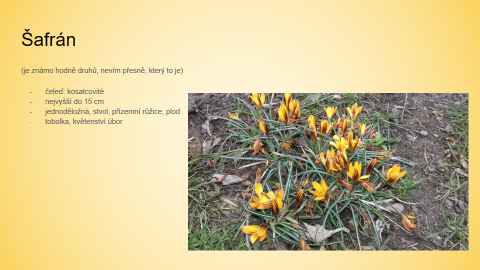 Šafrán
(je známo hodně druhů, nevím přesně, který to je)
- čeleď: kosatcovité
- nejvyšší do 15 cm
- jednoděložná, stvol, přízemní růžice, plod
- tobolka, květenství úbor